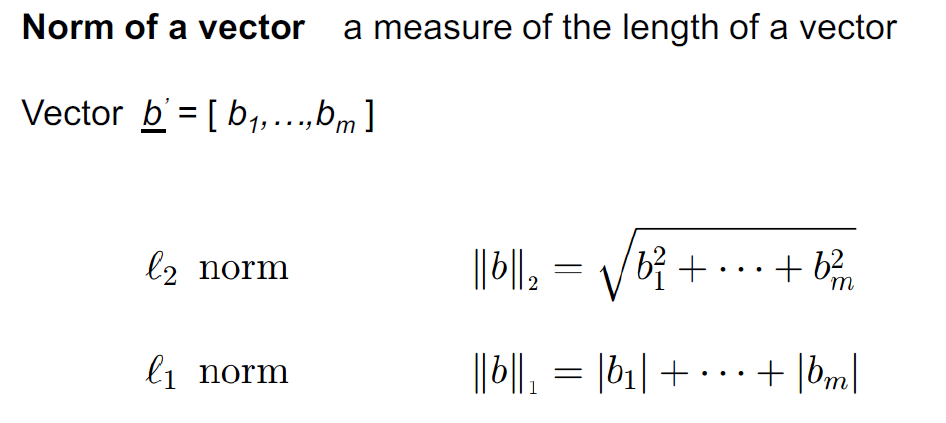 Norm of a vector a measure of the length of a vector
Vector b' = [ b₁,…,bₘ ]
ℓ₂ norm ‖b‖₂ = √(b₁² + ⋯ + bₘ²)
ℓ₁ norm ‖b‖₁ = |b₁| + ⋯ + |bₘ|